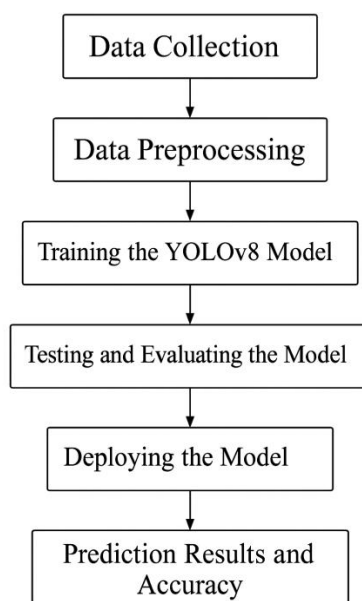 Data Collection
Data Preprocessing
Training the YOLOv8 Model
Testing and Evaluating the Model
Deploying the Model
Prediction Results and
Accuracy